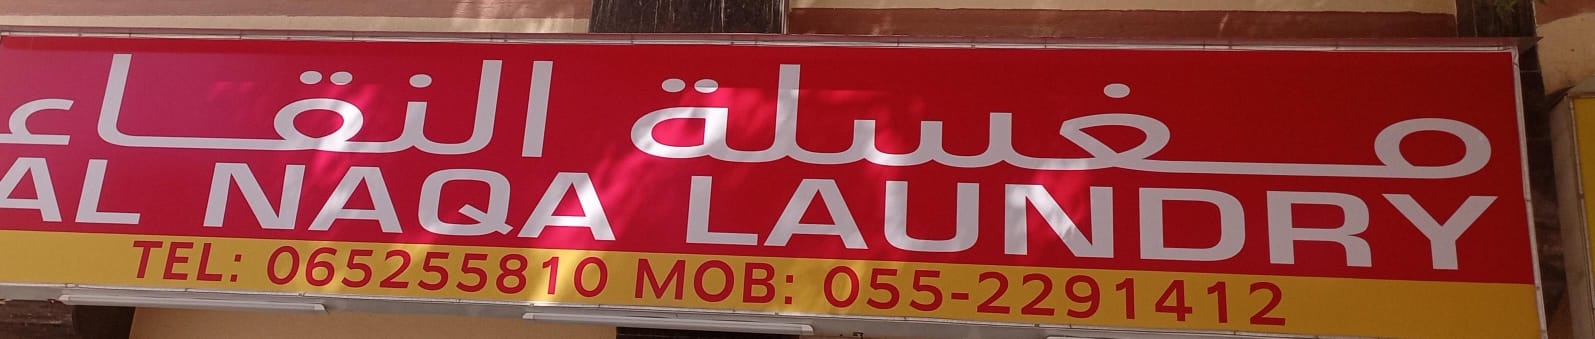 مغسلة النقاء
AL NAQA LAUNDRY
TEL: 065255810 MOB: 055-2291412